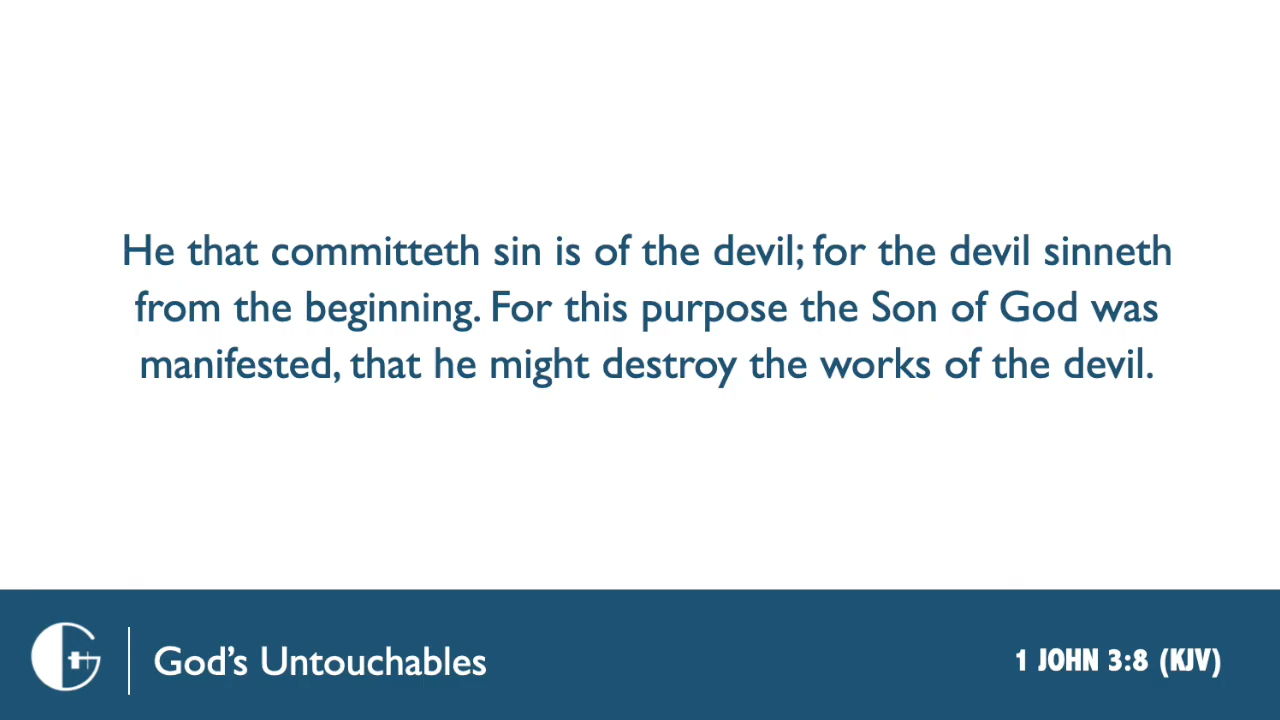 He that committeth sin is of the devil; for the devil sinneth
from the beginning. For this purpose the Son of God was
manifested, that he might destroy the works of the devil.
God’s Untouchables
1 JOHN 3:8 (KJV)